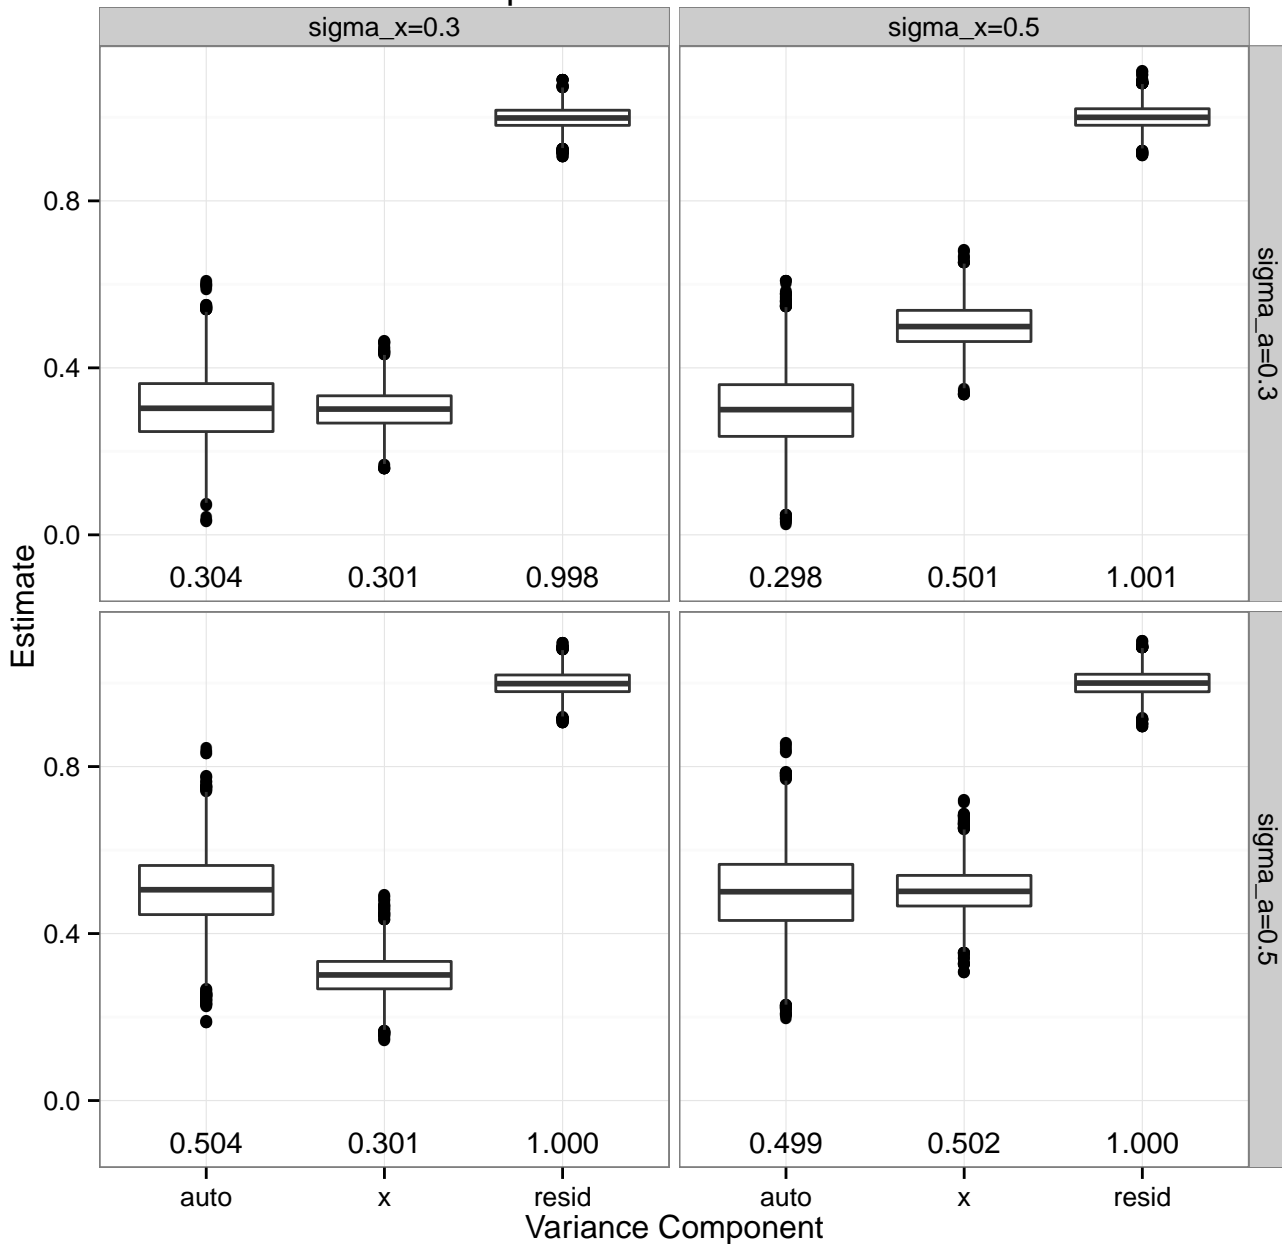 sigma_x=0.3
sigma_x=0.5
sigma_a=0.3
0.8
0.4
0.0
0.304 0.301 0.998
0.298 0.501 1.001
Estimate
sigma_a=0.5
0.8
0.4
0.0
0.504 0.301 1.000
0.499 0.502 1.000
auto x resid
auto x resid
Variance Component